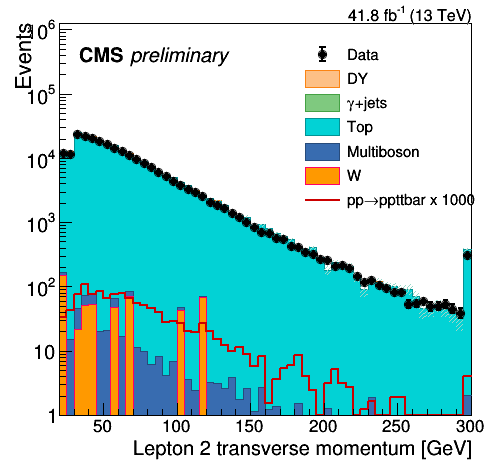 41.8 fb⁻¹ (13 TeV)
Events
CMS preliminary
Data
DY
γ+jets
Top
Multiboson
W
pp→ppttbar x 1000
10⁶
10⁵
10⁴
10³
10²
10
1
50 100 150 200 250 300
Lepton 2 transverse momentum [GeV]